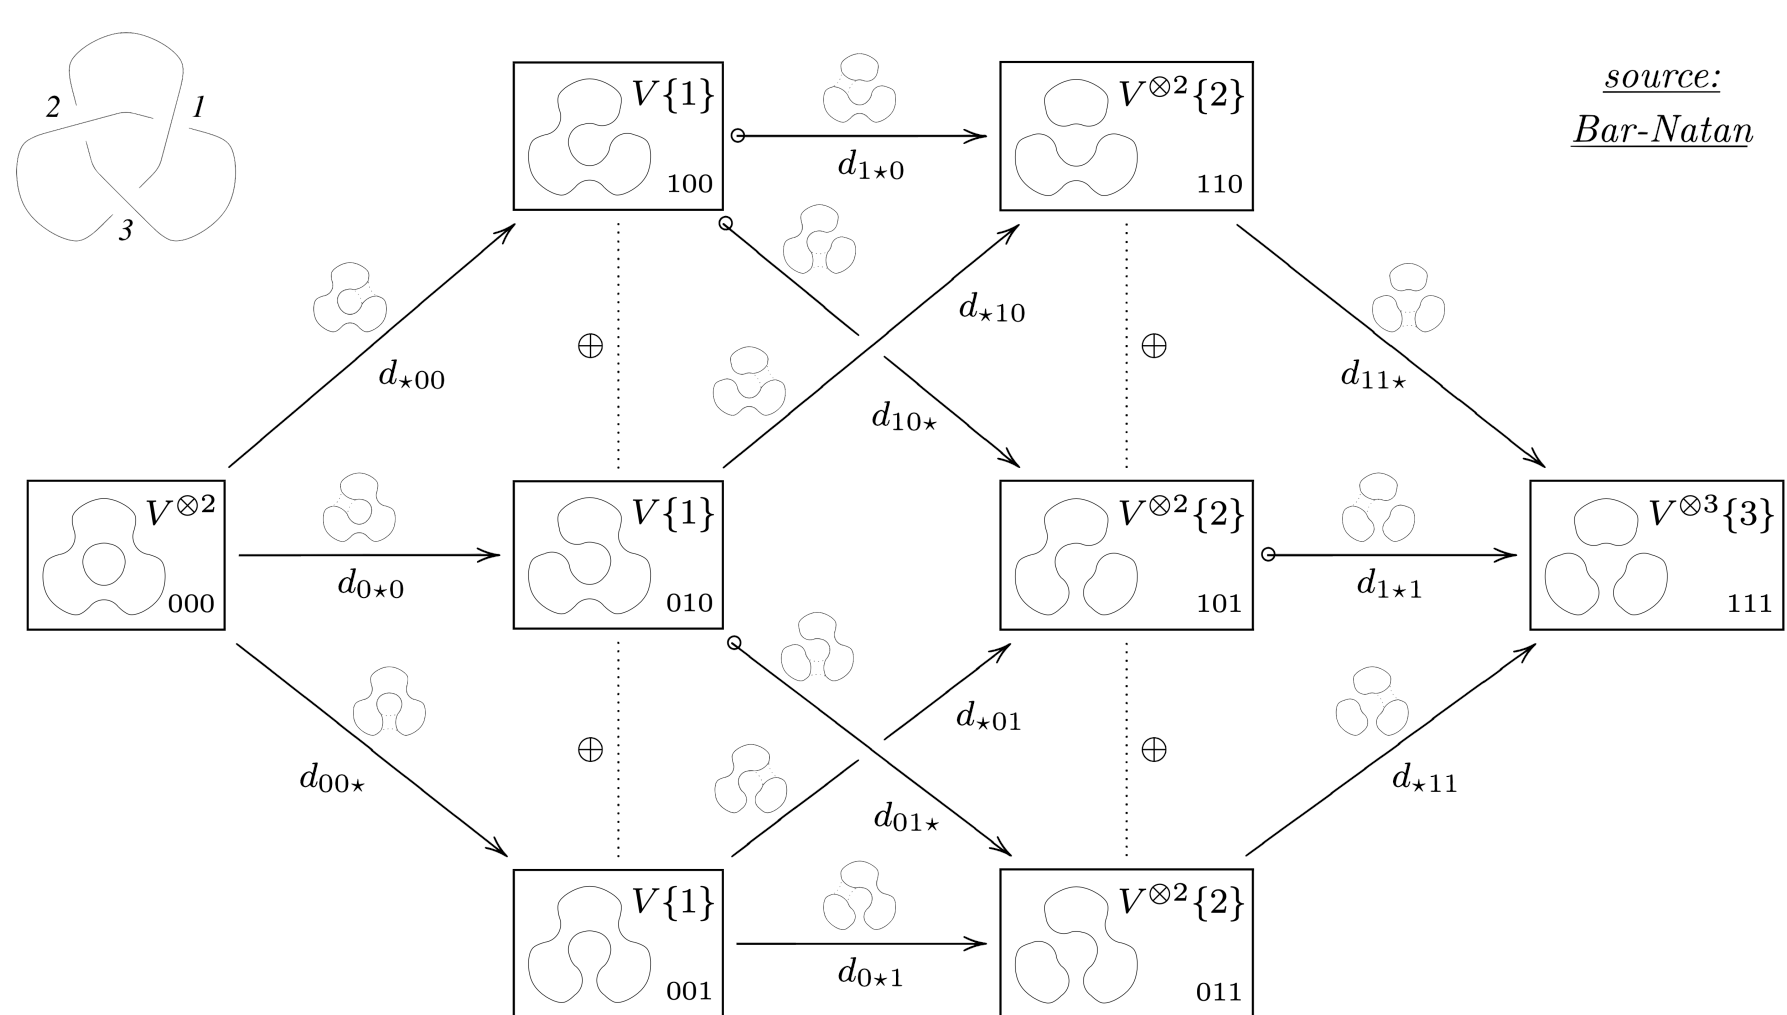 2
1
3
source:
Bar-Natan
V{1}
100
d_{1⋆0}
V^{⊗2}{2}
110
d_{⋆00}
⊕
d_{10⋆}
d_{⋆10}
⊕
d_{11⋆}
V^{⊗2}
000
d_{0⋆0}
V{1}
010
V^{⊗2}{2}
101
d_{1⋆1}
V^{⊗3}{3}
111
d_{00⋆}
⊕
d_{01⋆}
d_{⋆01}
⊕
d_{⋆11}
V{1}
001
d_{0⋆1}
V^{⊗2}{2}
011